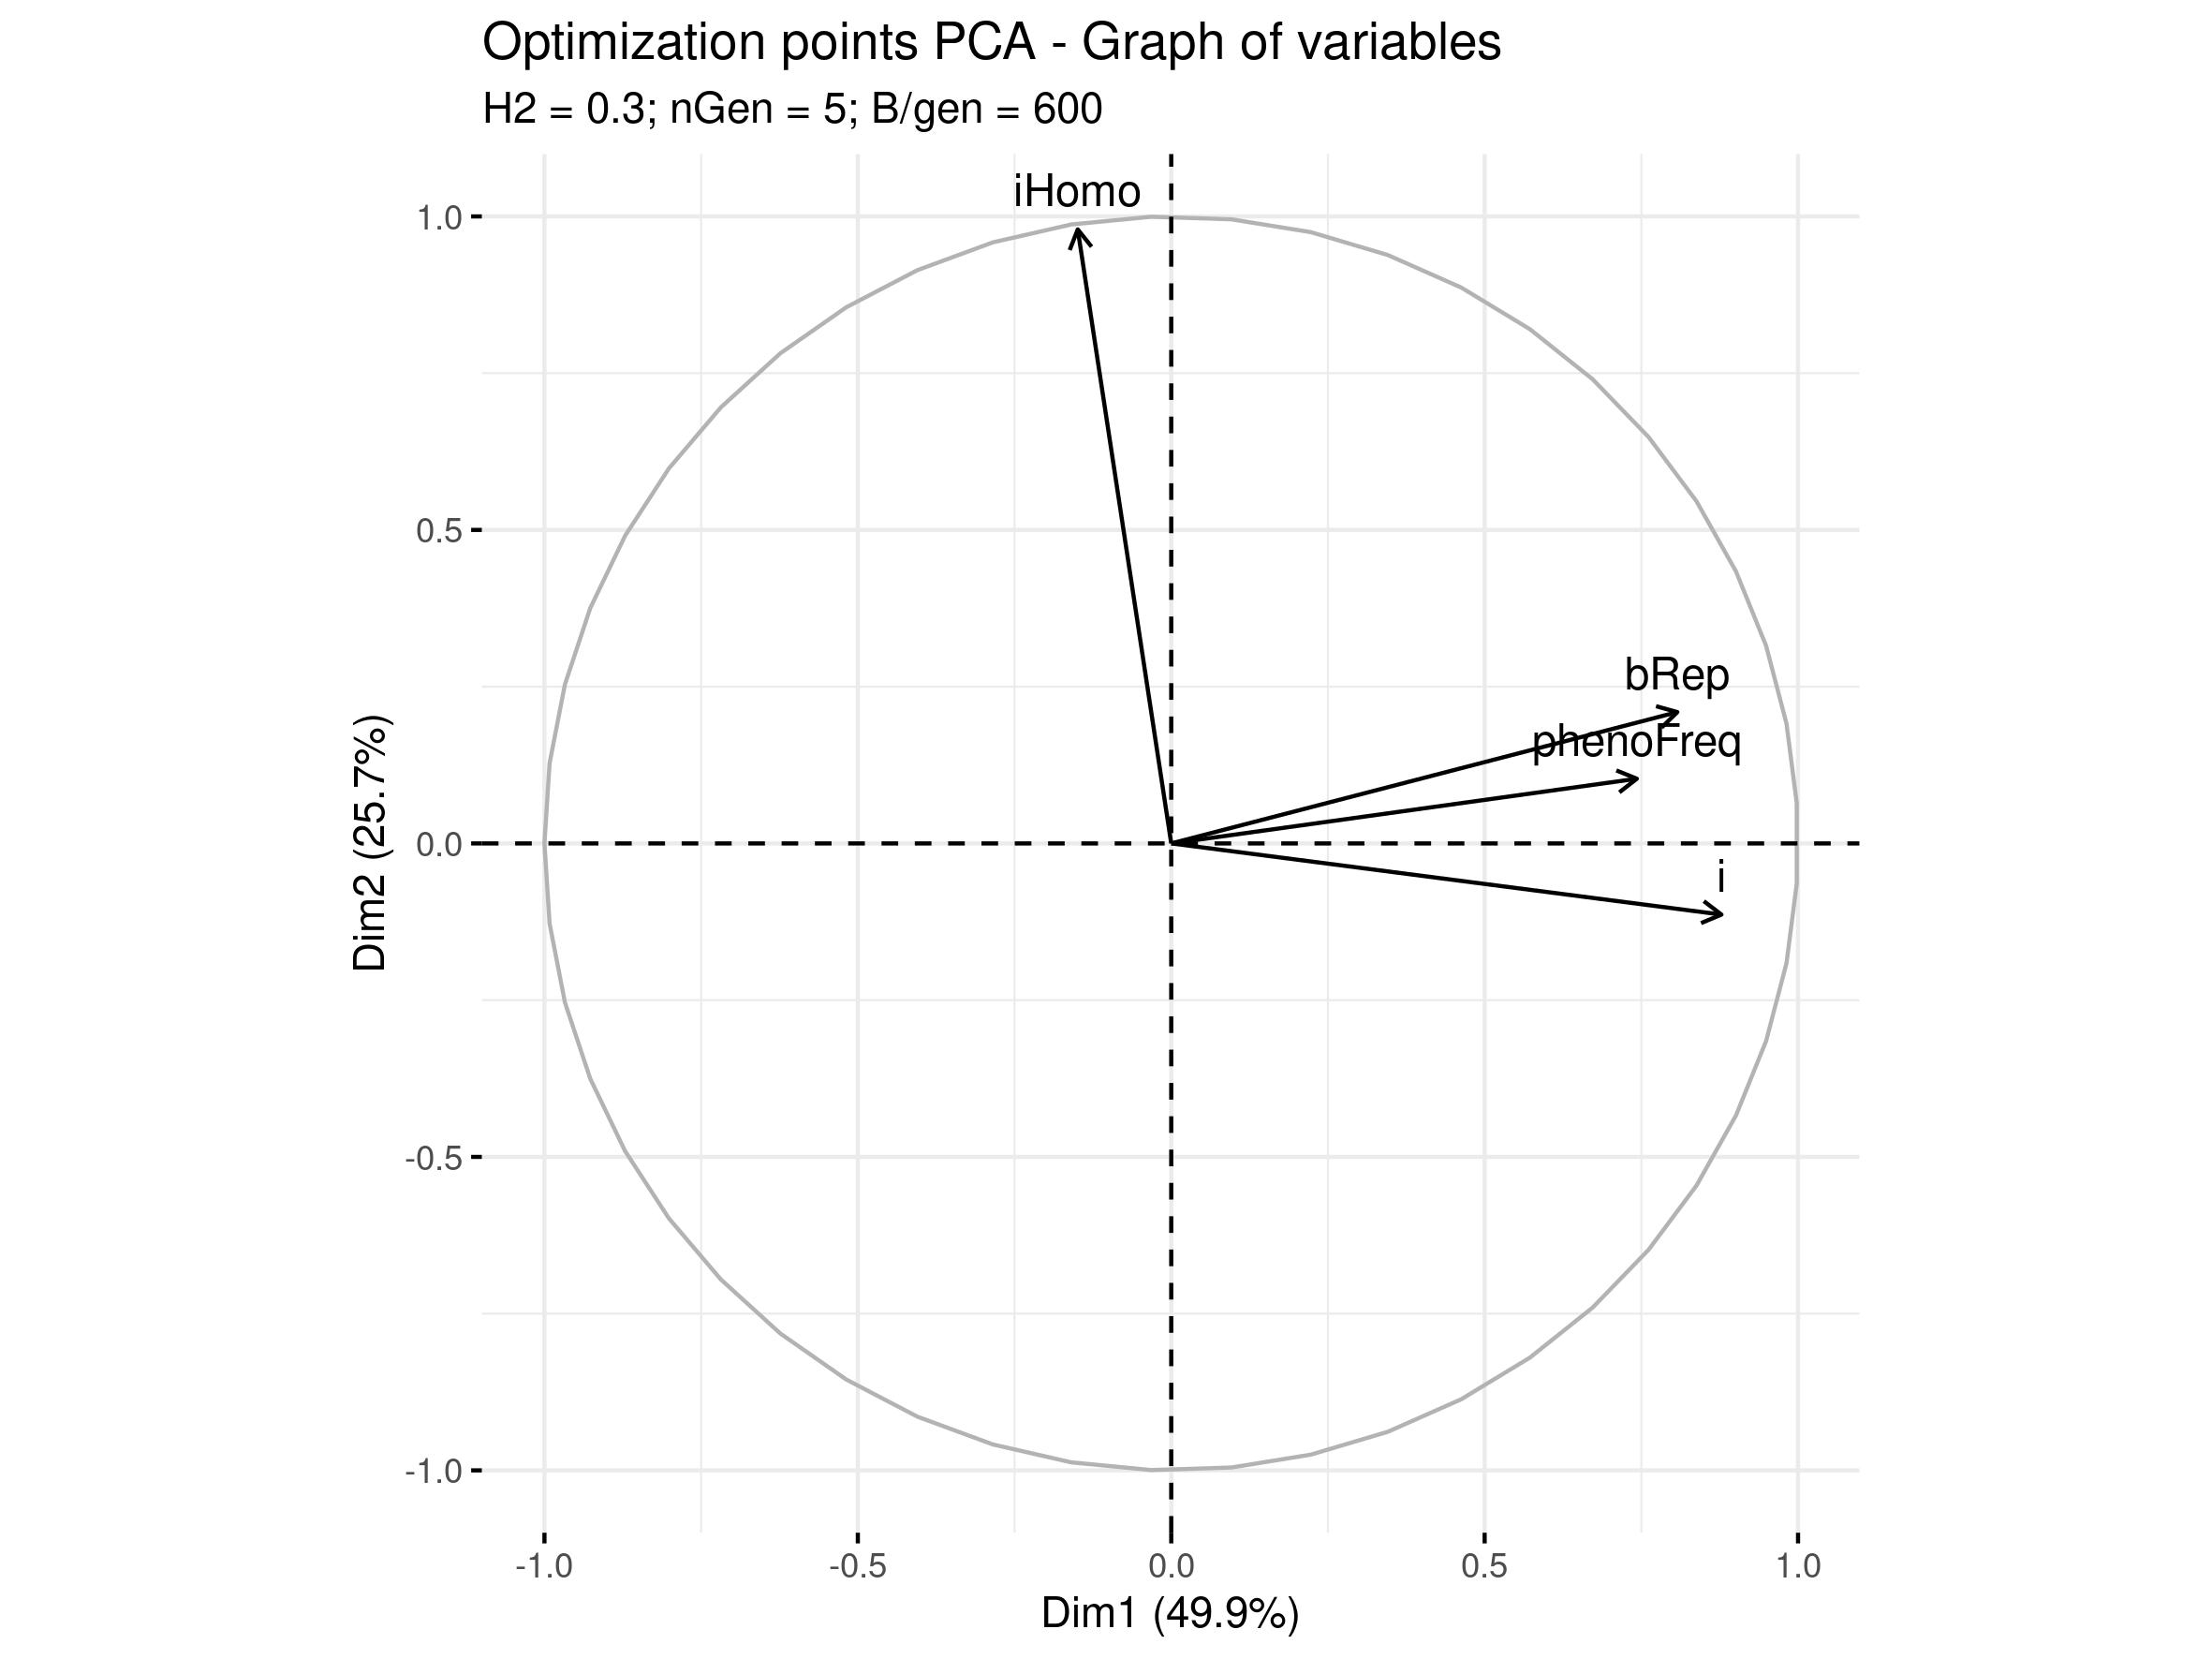 Optimization points PCA - Graph of variables
H2 = 0.3; nGen = 5; B/gen = 600
iHomo
1.0
0.5
bRep
phenoFreq
0.0
i
-0.5
-1.0
Dim2 (25.7%)
-1.0 -0.5 0.0 0.5 1.0
Dim1 (49.9%)